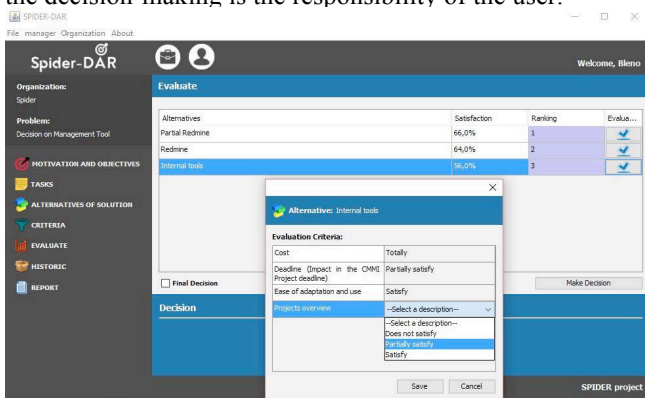 the decision-making is the responsibility of the user.
SPIDER-DAR
File manager Organization About
Spider-DAR
Welcome, Bleno
Organization:
Spider
Problem:
Decision on Management Tool
MOTIVATION AND OBJECTIVES
TASKS
ALTERNATIVES OF SOLUTION
CRITERIA
EVALUATE
HISTORIC
REPORT
Evaluate
Alternatives Satisfaction Ranking Evalua...
Partial Redmine 66,0% 1
Redmine 64,0% 2
Internal tools 56,0% 3
Final Decision
Make Decision
Decision
Alternative: Internal tools
Evaluation Criteria:
Cost Totally
Deadline (Impact in the CMMI Partially satisfy
Project deadline)
Ease of adaptation and use Satisfy
Projects overview --Select a description--
--Select a description--
Does not satisfy
Partially satisfy
Satisfy
Save Cancel
SPIDER project